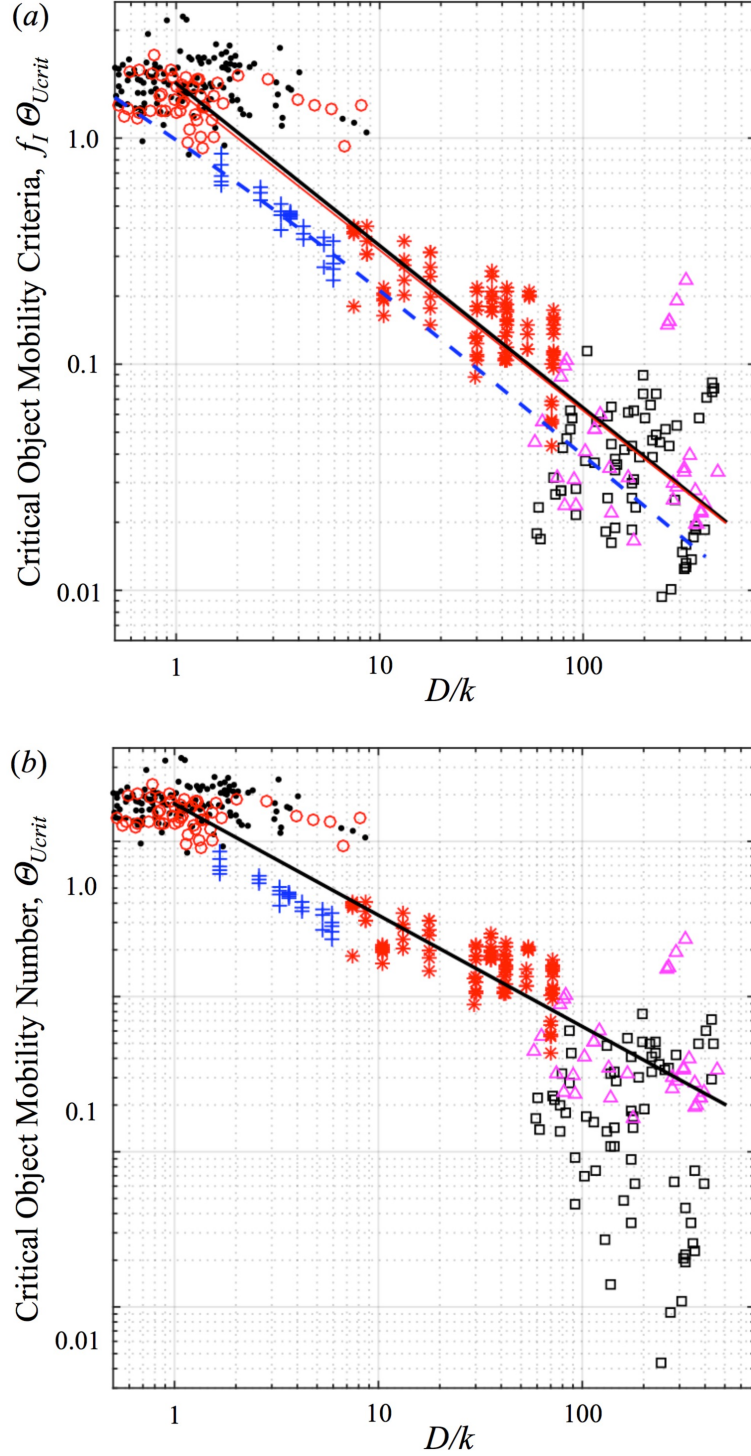 (a)
Critical Object Mobility Criteria, f_I Θ_Ucrit
1.0
0.1
0.01
1 10 100
D/k
(b)
Critical Object Mobility Number, Θ_Ucrit
1.0
0.1
0.01
1 10 100
D/k